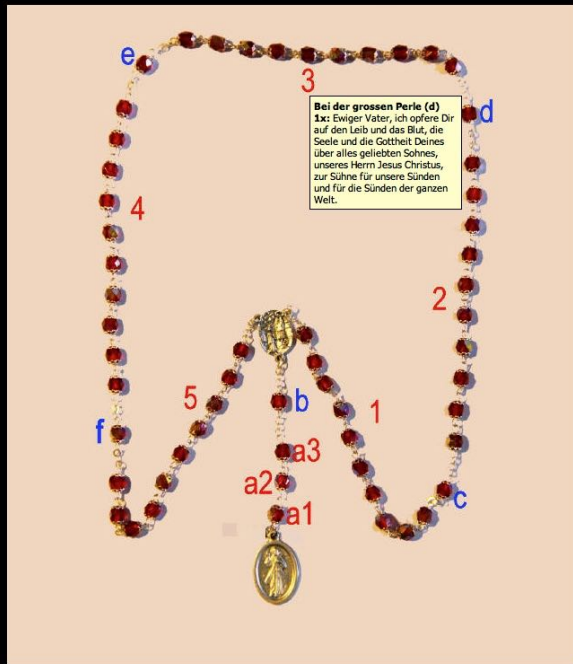 e
3
d
Bei der grossen Perle (d)
1x: Ewiger Vater, ich opfere Dir
auf den Leib und das Blut, die
Seele und die Gottheit Deines
über alles geliebten Sohnes,
unseres Herrn Jesus Christus,
zur Sühne für unsere Sünden
und für die Sünden der ganzen
Welt.
4
2
5
b
1
f
a3
a2
c
a1